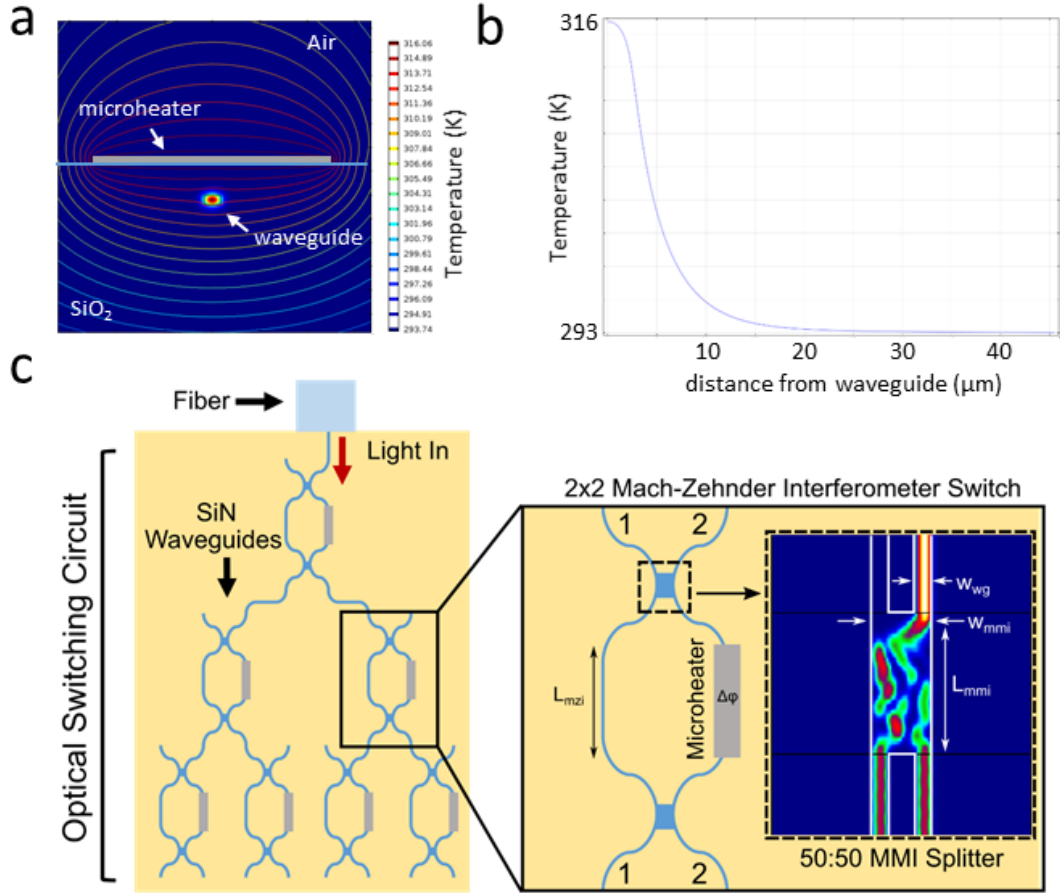 a
Air
microheater
waveguide
SiO₂
316.06
314.89
313.71
312.54
311.36
310.19
309.01
307.84
306.66
305.49
304.31
303.14
301.96
300.79
299.61
298.44
297.26
296.09
294.91
293.74
Temperature (K)
b
316
293
Temperature (K)
10
20
30
40
distance from waveguide (μm)
c
Fiber
Light In
SiN
Waveguides
Optical Switching Circuit
2x2 Mach-Zehnder Interferometer Switch
1
2
L_mzi
Microheater
Δφ
1
2
w_wg
w_mmi
L_mmi
50:50 MMI Splitter